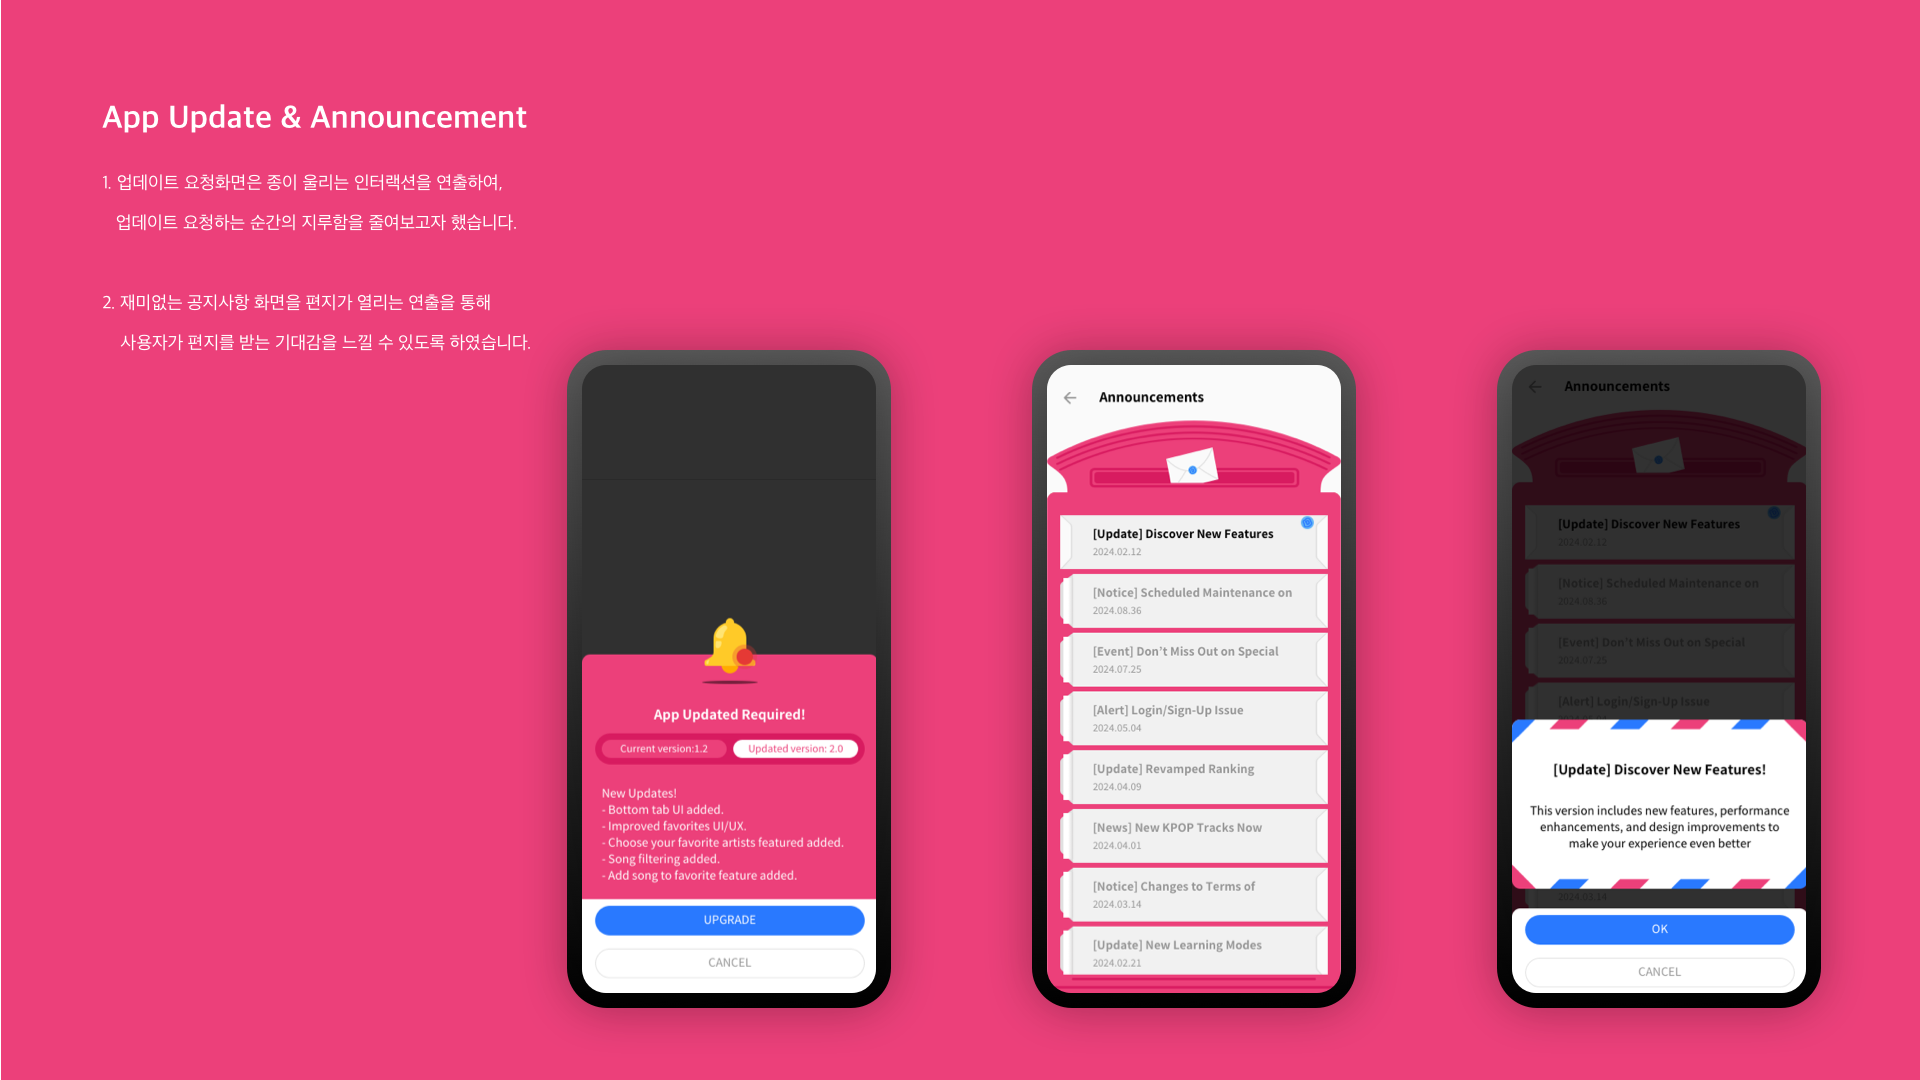 App Update & Announcement
1. 업데이트 요청화면은 종이 울리는 인터랙션을 연출하여,
업데이트 요청하는 순간의 지루함을 줄여보고자 했습니다.
2. 재미없는 공지사항 화면을 편지가 열리는 연출을 통해
사용자가 편지를 받는 기대감을 느낄 수 있도록 하였습니다.
App Updated Required!
Current version:1.2
Updated version: 2.0
New Updates!
- Bottom tab UI added.
- Improved favorites UI/UX.
- Choose your favorite artists featured added.
- Song filtering added.
- Add song to favorite feature added.
UPGRADE
CANCEL
Announcements
[Update] Discover New Features
2024.02.12
[Notice] Scheduled Maintenance on
2024.08.36
[Event] Don't Miss Out on Special
2024.07.25
[Alert] Login/Sign-Up Issue
2024.05.04
[Update] Revamped Ranking
2024.04.09
[News] New KPOP Tracks Now
2024.04.01
[Notice] Changes to Terms of
2024.03.14
[Update] New Learning Modes
2024.02.21
Announcements
[Update] Discover New Features
2024.02.12
[Notice] Scheduled Maintenance on
2024.08.36
[Event] Don't Miss Out on Special
2024.07.25
[Alert] Login/Sign-Up Issue
[Update] Discover New Features!
This version includes new features, performance
enhancements, and design improvements to
make your experience even better
2024.03.14
OK
CANCEL